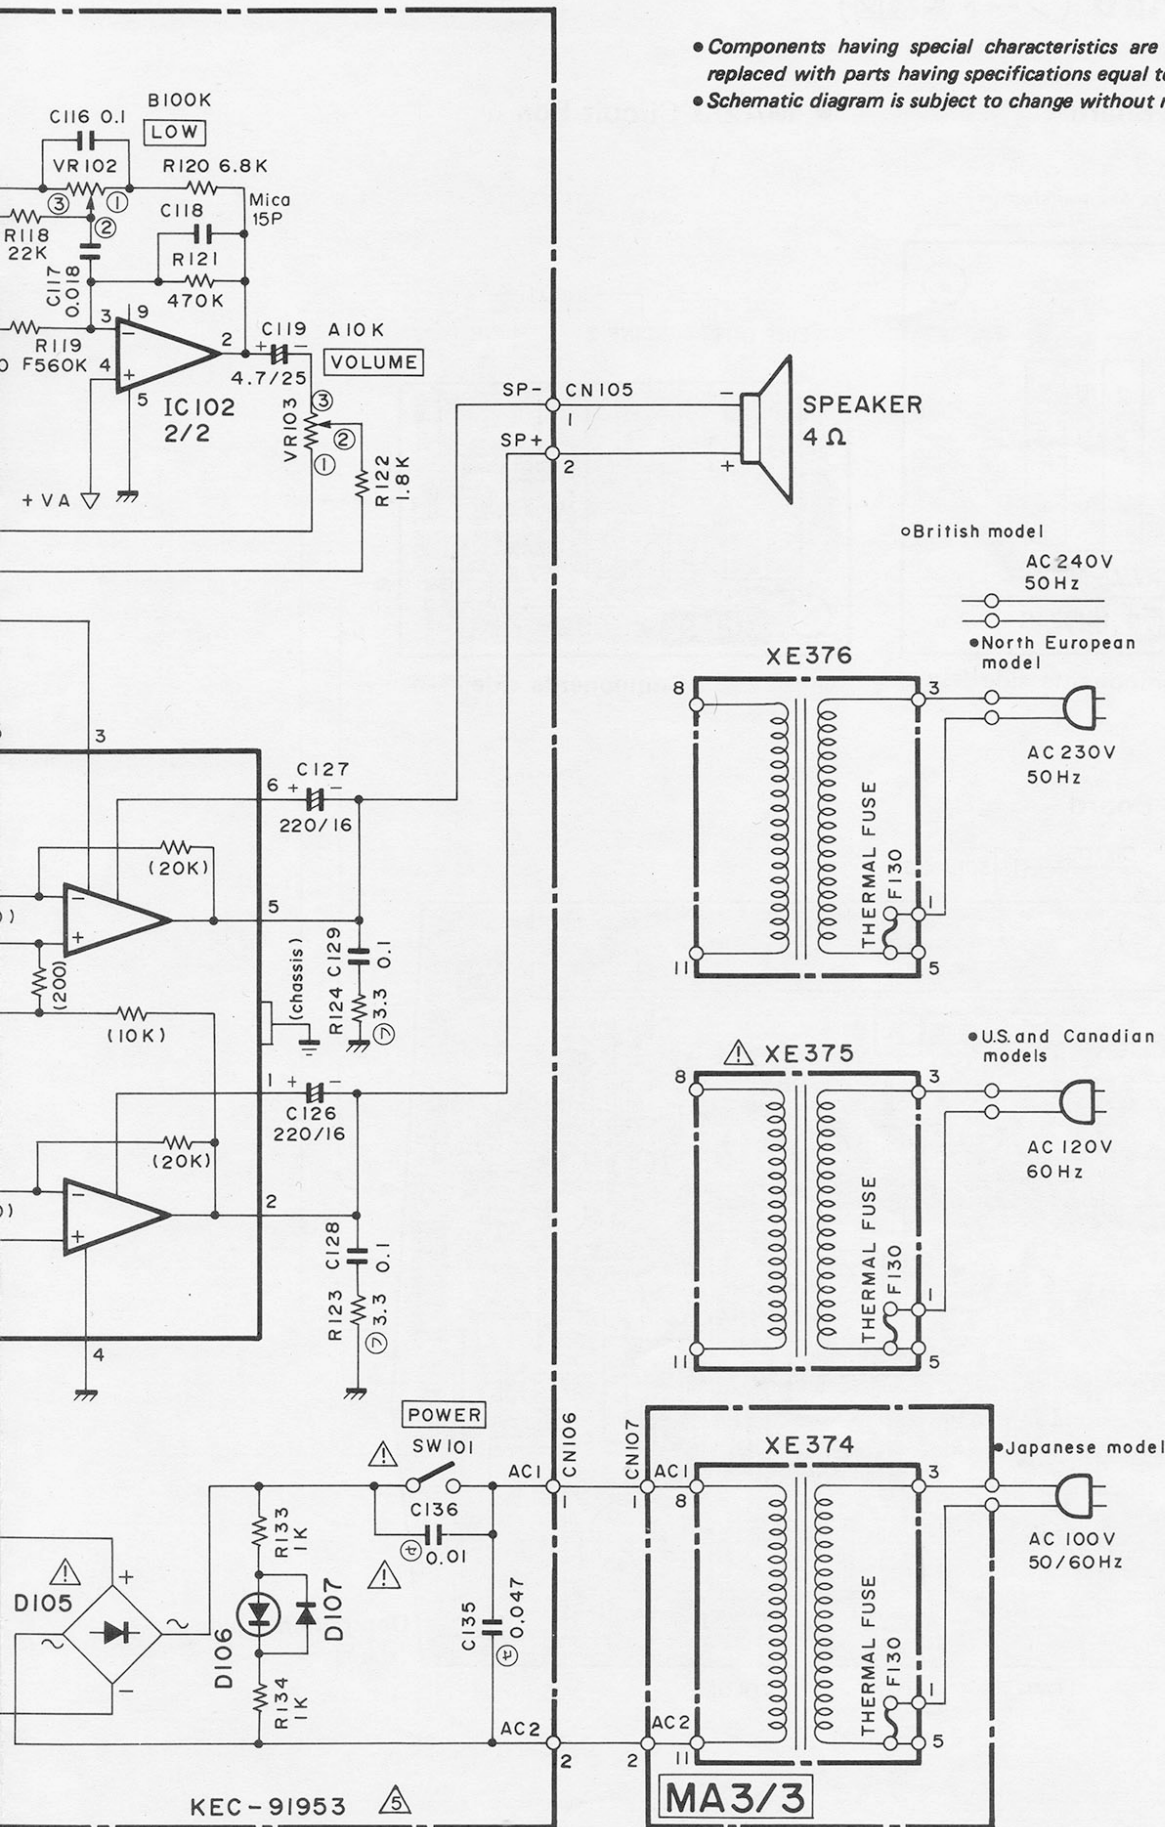 ● Components having special characteristics are
replaced with parts having specifications equal
● Schematic diagram is subject to change without
B100K
C116 0.1
LOW
VR102
R120 6.8K
③
①
Mica
15P
C118
②
R118
22K
R121
C117
0.018
470K
3
9
−
2
C119
A10K
+
−
R119
F560K
4
+
4.7/25
VOLUME
5
IC102
2/2
VR103
③
②
①
R122
1.8K
+VA
SP-
CN105
1
−
SPEAKER
4Ω
SP+
2
+
○British model
AC240V
50Hz
●North European
model
XE376
8
3
AC230V
50Hz
THERMAL FUSE
F130
1
11
5
3
C127
6
+
−
220/16
(20K)
−
+
5
(200)
(chassis)
C129
0.1
R124
3.3
㋫
(10K)
1
+
−
C126
220/16
(20K)
−
+
2
C128
0.1
R123
3.3
㋫
4
●U.S. and Canadian
models
⚠ XE375
8
3
AC 120V
60Hz
THERMAL FUSE
F130
1
11
5
POWER
SW101
AC1
CN106
1
CN107
1
AC1
8
XE374
3
●Japanese model
AC 100V
50/60Hz
C136
㋝
0.01
R133
1K
D105
+
~
~
−
D106
D107
R134
1K
C135
0.047
㋝
THERMAL FUSE
F130
1
AC2
2
2
AC2
11
5
KEC-91953
5
MA3/3